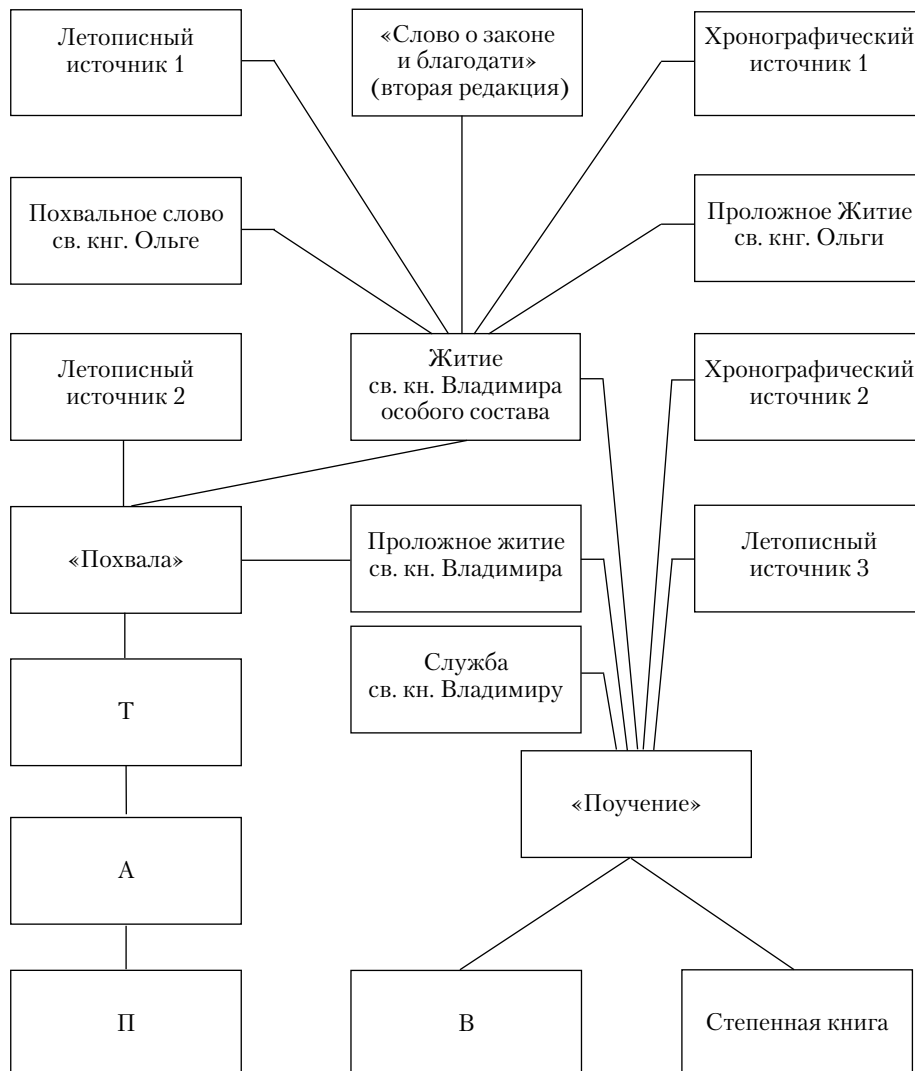 Летописный
источник 1
«Слово о законе
и благодати»
(вторая редакция)
Хронографический
источник 1
Похвальное слово
св. кнг. Ольге
Проложное Житие
св. кнг. Ольги
Летописный
источник 2
Житие
св. кн. Владимира
особого состава
Хронографический
источник 2
«Похвала»
Проложное житие
св. кн. Владимира
Летописный
источник 3
Служба
св. кн. Владимиру
Т
«Поучение»
А
П
В
Степенная книга